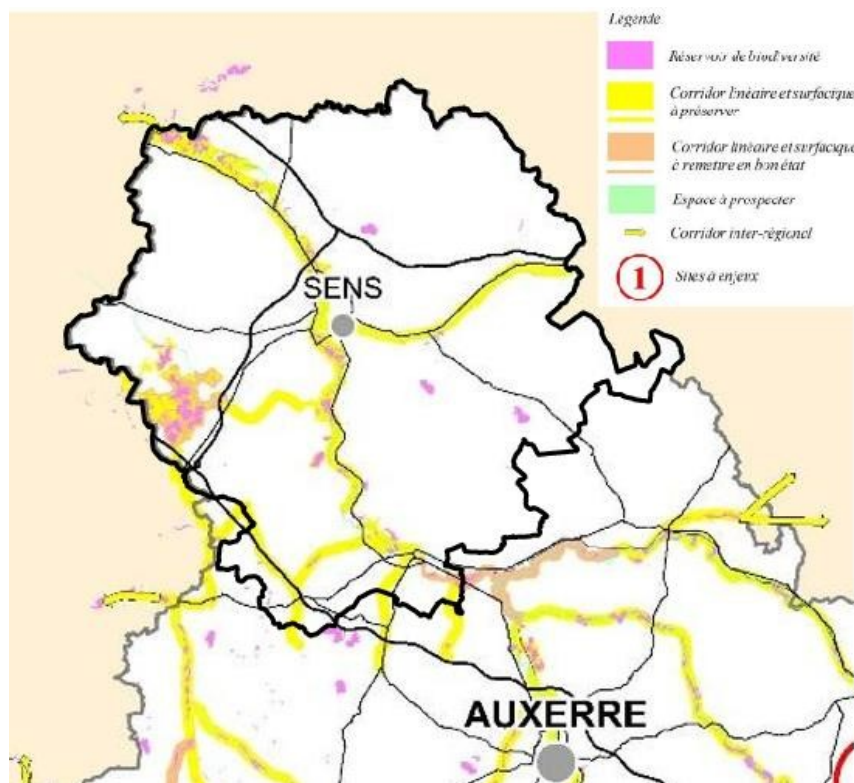 Légende
Réservoir de biodiversité
Corridor linéaire et surfacique
à préserver
Corridor linéaire et surfacique
à remetire en bon état
Espace à prospecter
Corridor inter-régional
1
Sites à enjeux
SENS
AUXERRE